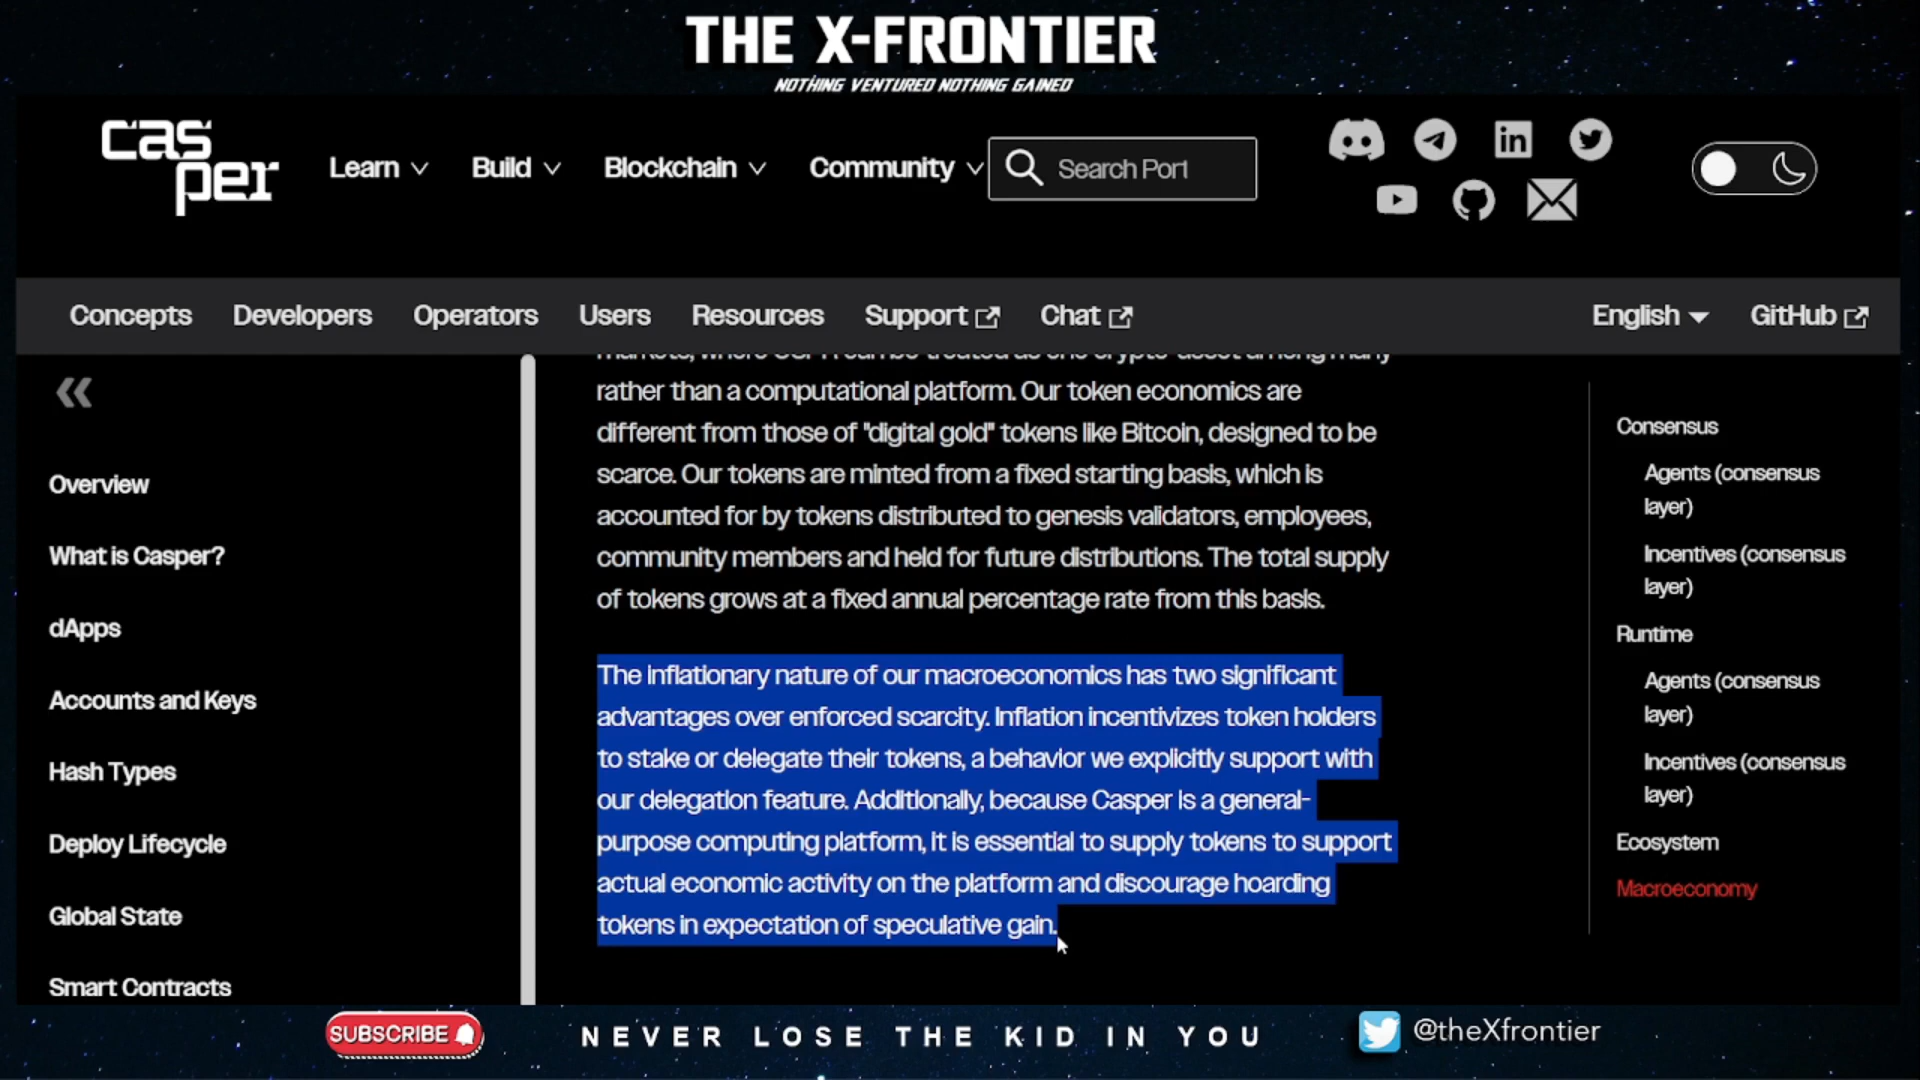 THE X-FRONTIER
NOTHING VENTURED NOTHING GAINED
casper
Learn
Build
Blockchain
Community
Search Port
Concepts
Developers
Operators
Users
Resources
Support
Chat
English
GitHub
Overview
What is Casper?
dApps
Accounts and Keys
Hash Types
Deploy Lifecycle
Global State
Smart Contracts
rather than a computational platform. Our token economics are
different from those of "digital gold" tokens like Bitcoin, designed to be
scarce. Our tokens are minted from a fixed starting basis, which is
accounted for by tokens distributed to genesis validators, employees,
community members and held for future distributions. The total supply
of tokens grows at a fixed annual percentage rate from this basis.
The inflationary nature of our macroeconomics has two significant
advantages over enforced scarcity. Inflation incentivizes token holders
to stake or delegate their tokens, a behavior we explicitly support with
our delegation feature. Additionally, because Casper is a general-
purpose computing platform, it is essential to supply tokens to support
actual economic activity on the platform and discourage hoarding
tokens in expectation of speculative gain.
Consensus
Agents (consensus
layer)
Incentives (consensus
layer)
Runtime
Agents (consensus
layer)
Incentives (consensus
layer)
Ecosystem
Macroeconomy
SUBSCRIBE
NEVER LOSE THE KID IN YOU
@theXfrontier